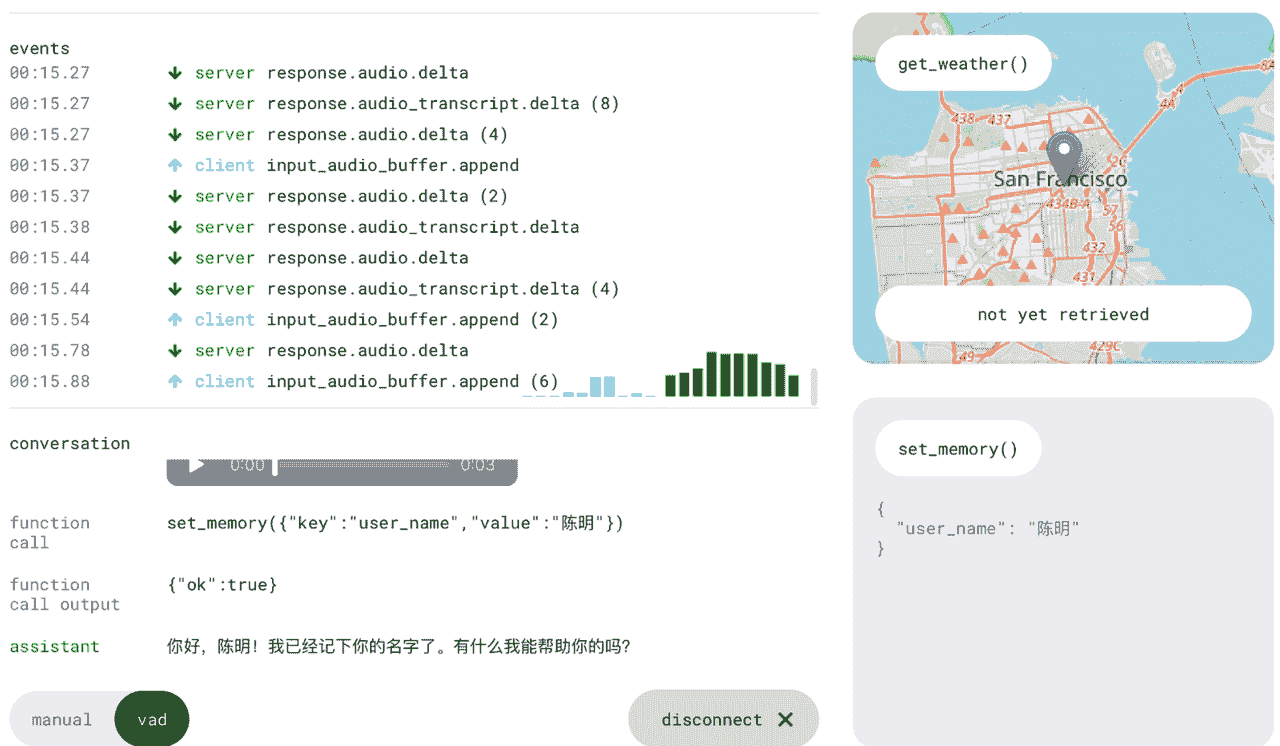 events
00:15.27 ↓ server response.audio.delta
00:15.27 ↓ server response.audio_transcript.delta (8)
00:15.27 ↓ server response.audio.delta (4)
00:15.37 ↑ client input_audio_buffer.append
00:15.37 ↓ server response.audio.delta (2)
00:15.38 ↓ server response.audio_transcript.delta
00:15.44 ↓ server response.audio.delta
00:15.44 ↓ server response.audio_transcript.delta (4)
00:15.54 ↑ client input_audio_buffer.append (2)
00:15.78 ↓ server response.audio.delta
00:15.88 ↑ client input_audio_buffer.append (6)
conversation
0:00 0:03
function call
set_memory({"key":"user_name","value":"陈明"})
function call output
{"ok":true}
assistant
你好，陈明！我已经记下你的名字了。有什么我能帮助你的吗？
manual vad
disconnect ✕
get_weather()
8A
4
4A
438 437
2C
San Francisco
434B-A 57
56
432
431
not yet retrieved
429C
49
set_memory()
{
"user_name": "陈明"
}